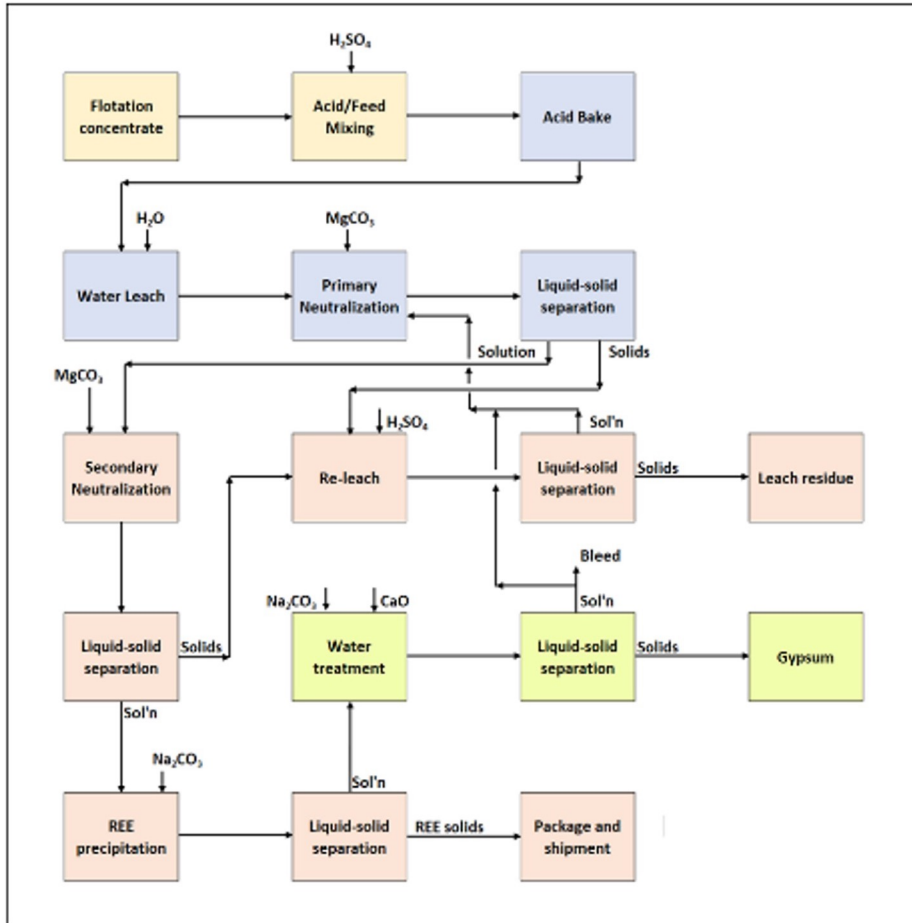 H₂SO₄
Flotation
concentrate
Acid/Feed
Mixing
Acid Bake
H₂O
MgCO₃
Water Leach
Primary
Neutralization
Liquid-solid
separation
Solution
Solids
MgCO₃
H₂SO₄
Sol'n
Secondary
Neutralization
Re-leach
Liquid-solid
separation
Solids
Leach residue
Bleed
Na₂CO₃
CaO
Sol'n
Liquid-solid
separation
Solids
Water
treatment
Liquid-solid
separation
Solids
Gypsum
Sol'n
Na₂CO₃
Sol'n
REE
precipitation
Liquid-solid
separation
REE solids
Package and
shipment